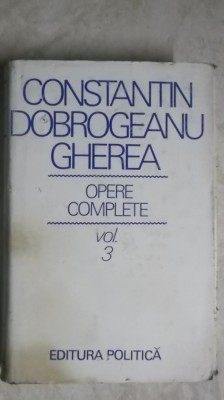 CONSTANTIN
DOBROGEANU
GHEREA
OPERE
COMPLETE
vol.
3
EDITURA POLITICĂ